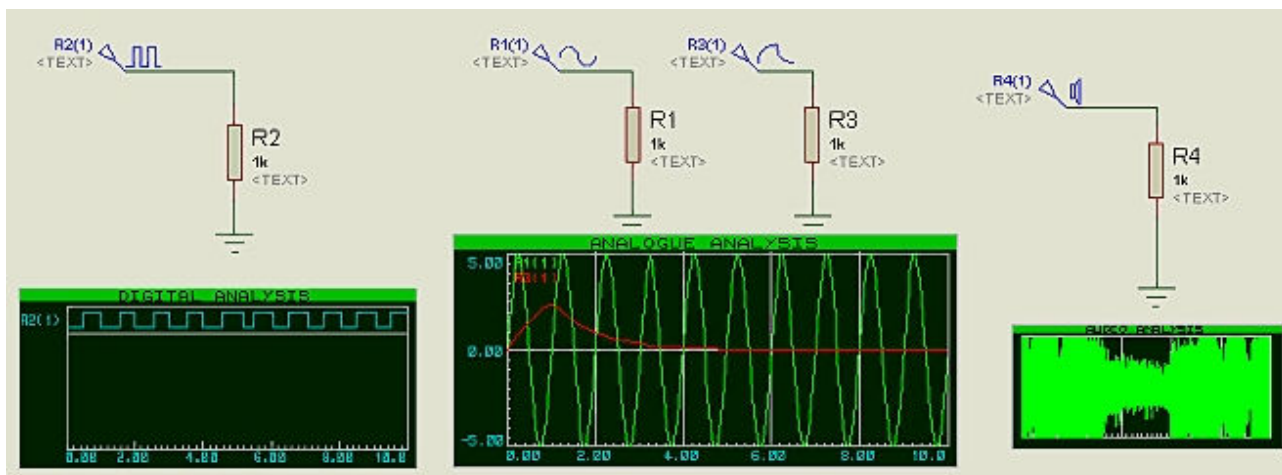 R2(1)
<TEXT>
R2
1k
<TEXT>
R1(1)
<TEXT>
R1
1k
<TEXT>
R3(1)
<TEXT>
R3
1k
<TEXT>
R4(1)
<TEXT>
R4
1k
<TEXT>
DIGITAL ANALYSIS
R2(1)
0.00 2.00 4.00 6.00 8.00 10.0
ANALOGUE ANALYSIS
5.00
R1(1)
R3(1)
0.00
-5.00
0.00 2.00 4.00 6.00 8.00 10.0
AUDIO ANALYSIS